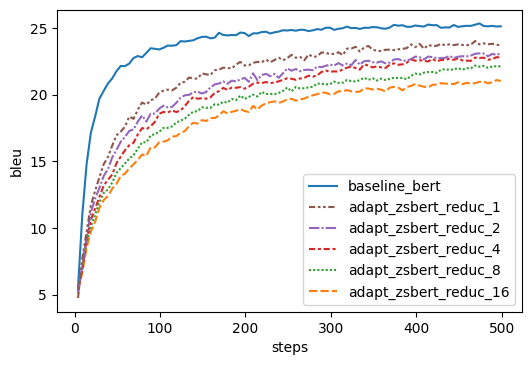 25
20
15
10
5
bleu
0
100
200
300
400
500
steps
baseline_bert
adapt_zsbert_reduc_1
adapt_zsbert_reduc_2
adapt_zsbert_reduc_4
adapt_zsbert_reduc_8
adapt_zsbert_reduc_16